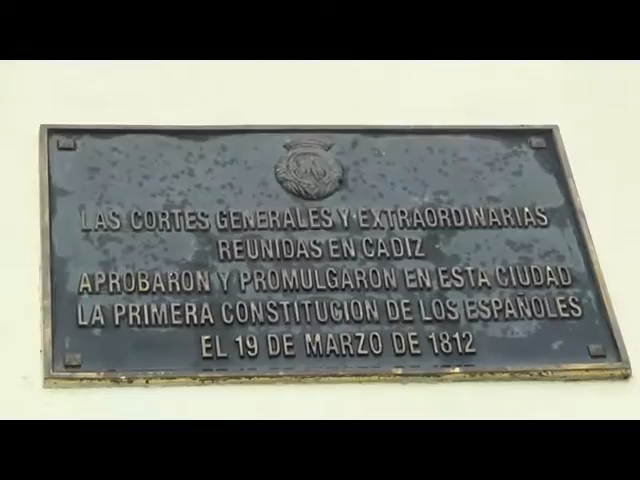 LAS CORTES GENERALES Y EXTRAORDINARIAS
REUNIDAS EN CADIZ
APROBARON Y PROMULGARON EN ESTA CIUDAD
LA PRIMERA CONSTITUCION DE LOS ESPAÑOLES
EL 19 DE MARZO DE 1812